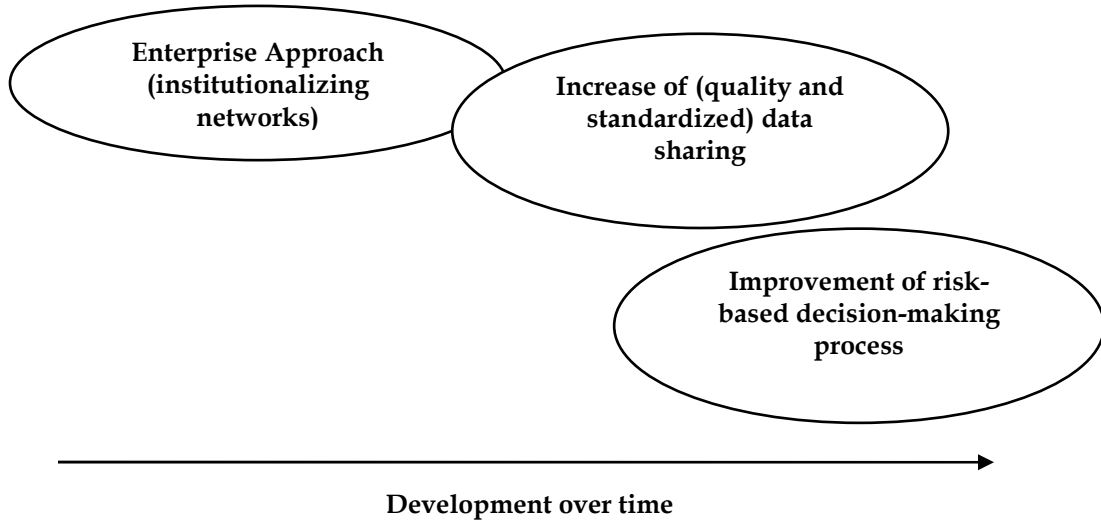 Enterprise Approach
(institutionalizing
networks)
Increase of (quality and
standardized) data
sharing
Improvement of risk-
based decision-making
process
Development over time